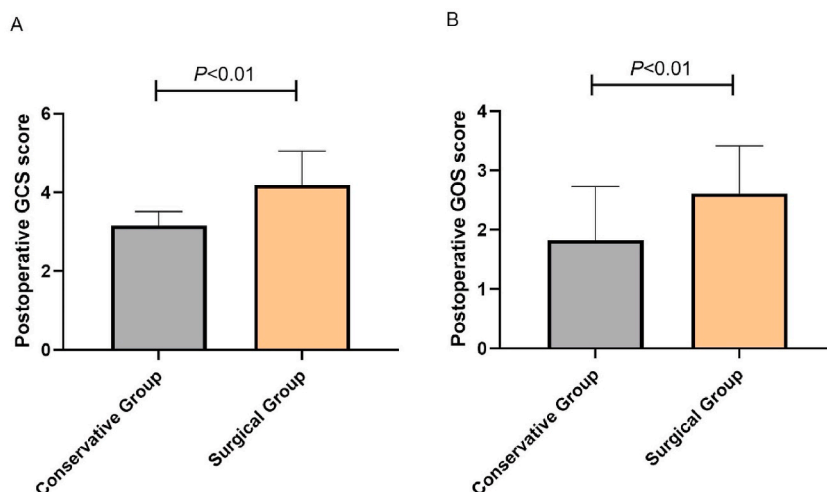 A
P<0.01
Postoperative GCS score
6
4
2
0
Conservative Group
Surgical Group
B
P<0.01
Postoperative GOS score
4
3
2
1
0
Conservative Group
Surgical Group